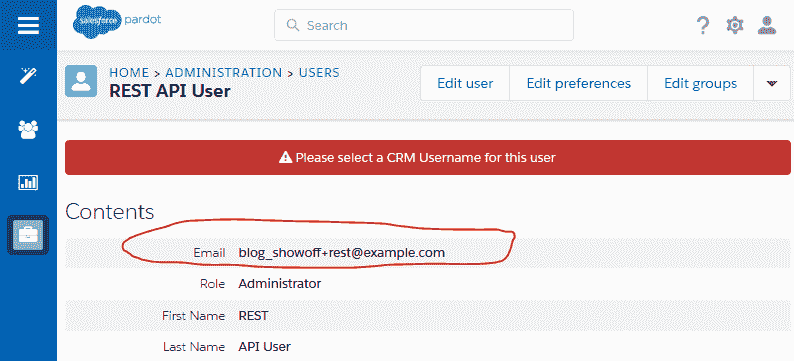 salesforce pardot
Search
?
HOME > ADMINISTRATION > USERS
REST API User
Edit user Edit preferences Edit groups
Please select a CRM Username for this user
Contents
Email blog_showoff+rest@example.com
Role Administrator
First Name REST
Last Name API User